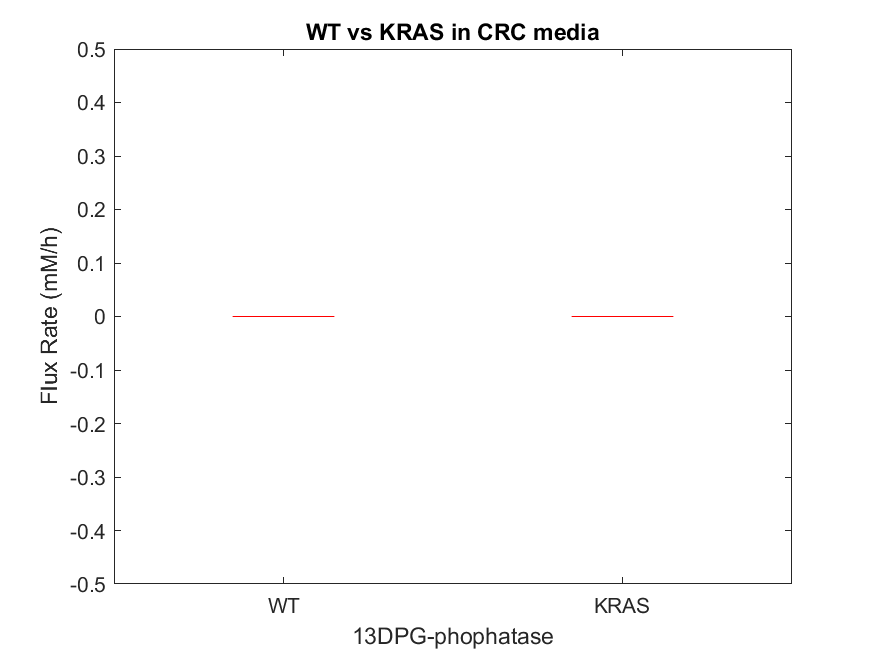 WT vs KRAS in CRC media
0.5
0.4
0.3
0.2
0.1
0
-0.1
-0.2
-0.3
-0.4
-0.5
Flux Rate (mM/h)
WT KRAS
13DPG-phophatase